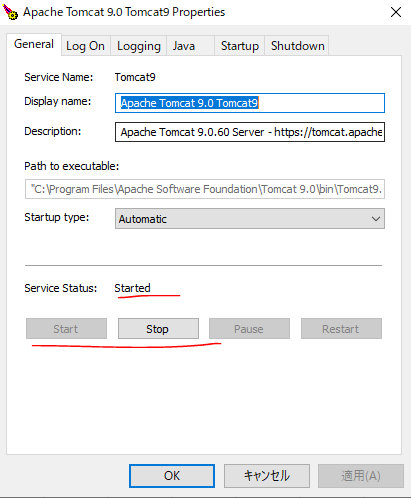 Apache Tomcat 9.0 Tomcat9 Properties
General Log On Logging Java Startup Shutdown
Service Name: Tomcat9
Display name: Apache Tomcat 9.0 Tomcat9
Description: Apache Tomcat 9.0.60 Server - https://tomcat.apache
Path to executable:
"C:\Program Files\Apache Software Foundation\Tomcat 9.0\bin\Tomcat9.
Startup type: Automatic
Service Status: Started
Start Stop Pause Restart
OK キャンセル 適用(A)